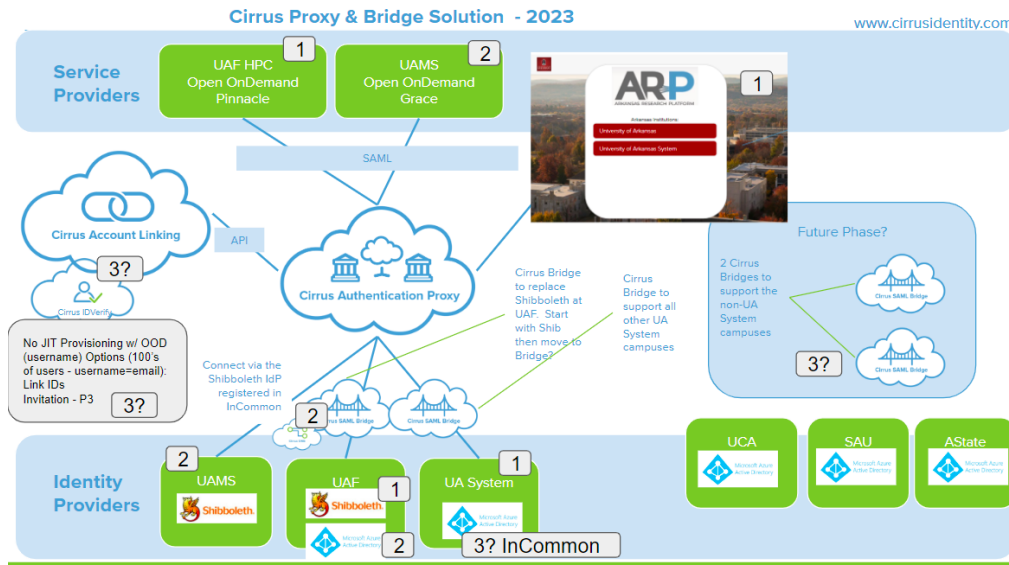 Cirrus Proxy & Bridge Solution - 2023
www.cirrusidentity.com
Service
Providers
1
UAF HPC
Open OnDemand
Pinnacle
2
UAMS
Open OnDemand
Grace
1
AR-P
ARKANSAS RESEARCH PLATFORM
Arkansas Institutions
University of Arkansas
University of Arkansas System
SAML
Cirrus Account Linking
API
3?
Cirrus IDVerify
Cirrus Authentication Proxy
No JIT Provisioning w/ OOD
(username) Options (100's
of users - username=email):
Link IDs
Invitation - P3
3?
Connect via the
Shibboleth IdP
registered in
InCommon
Cirrus Bridge
to replace
Shibboleth at
UAF. Start
with Shib
then move to
Bridge?
Cirrus
Bridge to
support all
other UA
System
campuses
Future Phase?
2 Cirrus
Bridges to
support the
non-UA
System
campuses
Cirrus SAML Bridge
Cirrus SAML Bridge
3?
2
Cirrus SAML Bridge
Cirrus SAML Bridge
Identity
Providers
2
UAMS
Shibboleth.
UAF
1
Shibboleth.
Microsoft Azure
Active Directory
2
1
UA System
Microsoft Azure
Active Directory
3? InCommon
UCA
Microsoft Azure
Active Directory
SAU
Microsoft Azure
Active Directory
AState
Microsoft Azure
Active Directory